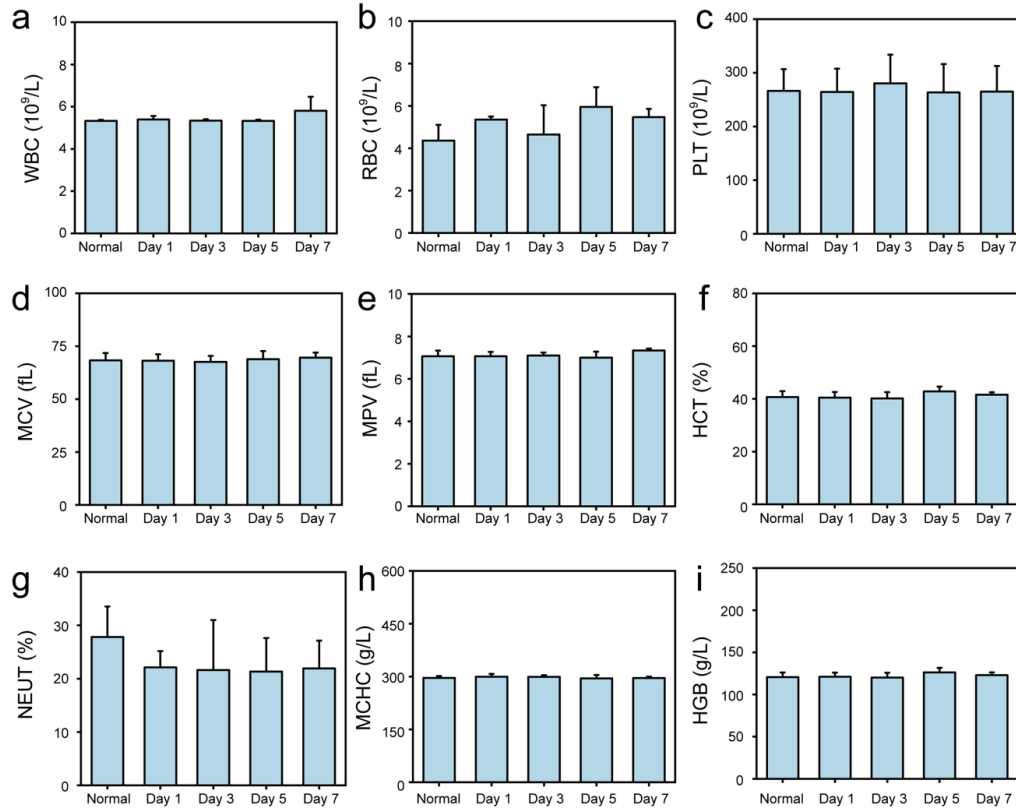 a
WBC (10⁹/L)
10
8
6
4
2
0
Normal Day 1 Day 3 Day 5 Day 7
b
RBC (10⁹/L)
10
8
6
4
2
0
Normal Day 1 Day 3 Day 5 Day 7
c
PLT (10⁹/L)
400
300
200
100
0
Normal Day 1 Day 3 Day 5 Day 7
d
MCV (fL)
100
75
50
25
0
Normal Day 1 Day 3 Day 5 Day 7
e
MPV (fL)
10
8
6
4
2
0
Normal Day 1 Day 3 Day 5 Day 7
f
HCT (%)
80
60
40
20
0
Normal Day 1 Day 3 Day 5 Day 7
g
NEUT (%)
40
30
20
10
0
Normal Day 1 Day 3 Day 5 Day 7
h
MCHC (g/L)
600
450
300
150
0
Normal Day 1 Day 3 Day 5 Day 7
i
HGB (g/L)
250
200
150
100
50
0
Normal Day 1 Day 3 Day 5 Day 7